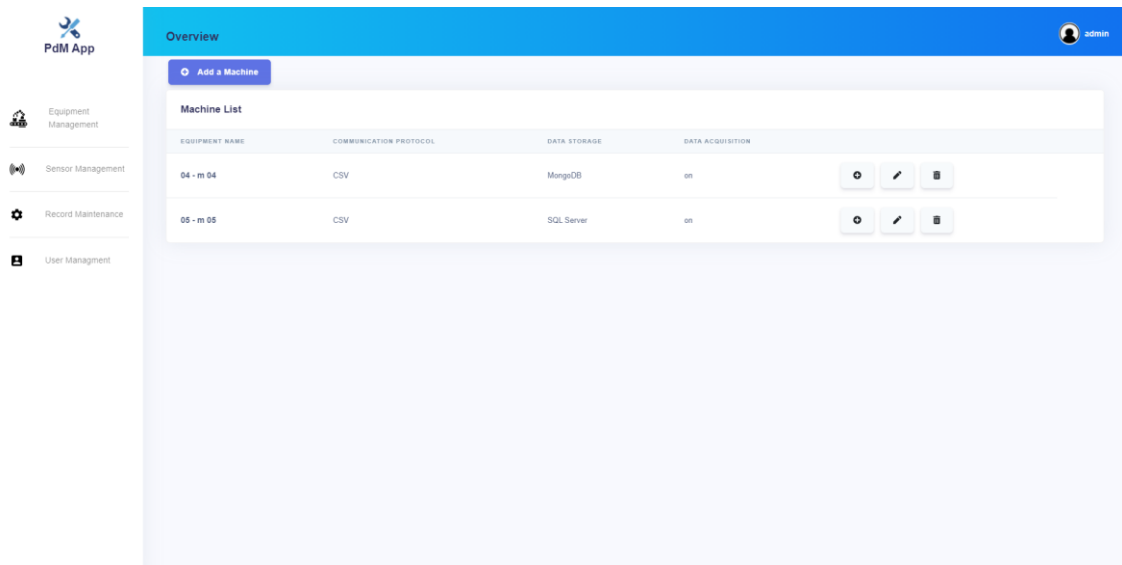 PdM App
Overview
admin
Add a Machine
Equipment
Management
Sensor Management
Record Maintenance
User Managment
Machine List
EQUIPMENT NAME COMMUNICATION PROTOCOL DATA STORAGE DATA ACQUISITION
04 - m 04 CSV MongoDB on
05 - m 05 CSV SQL Server on